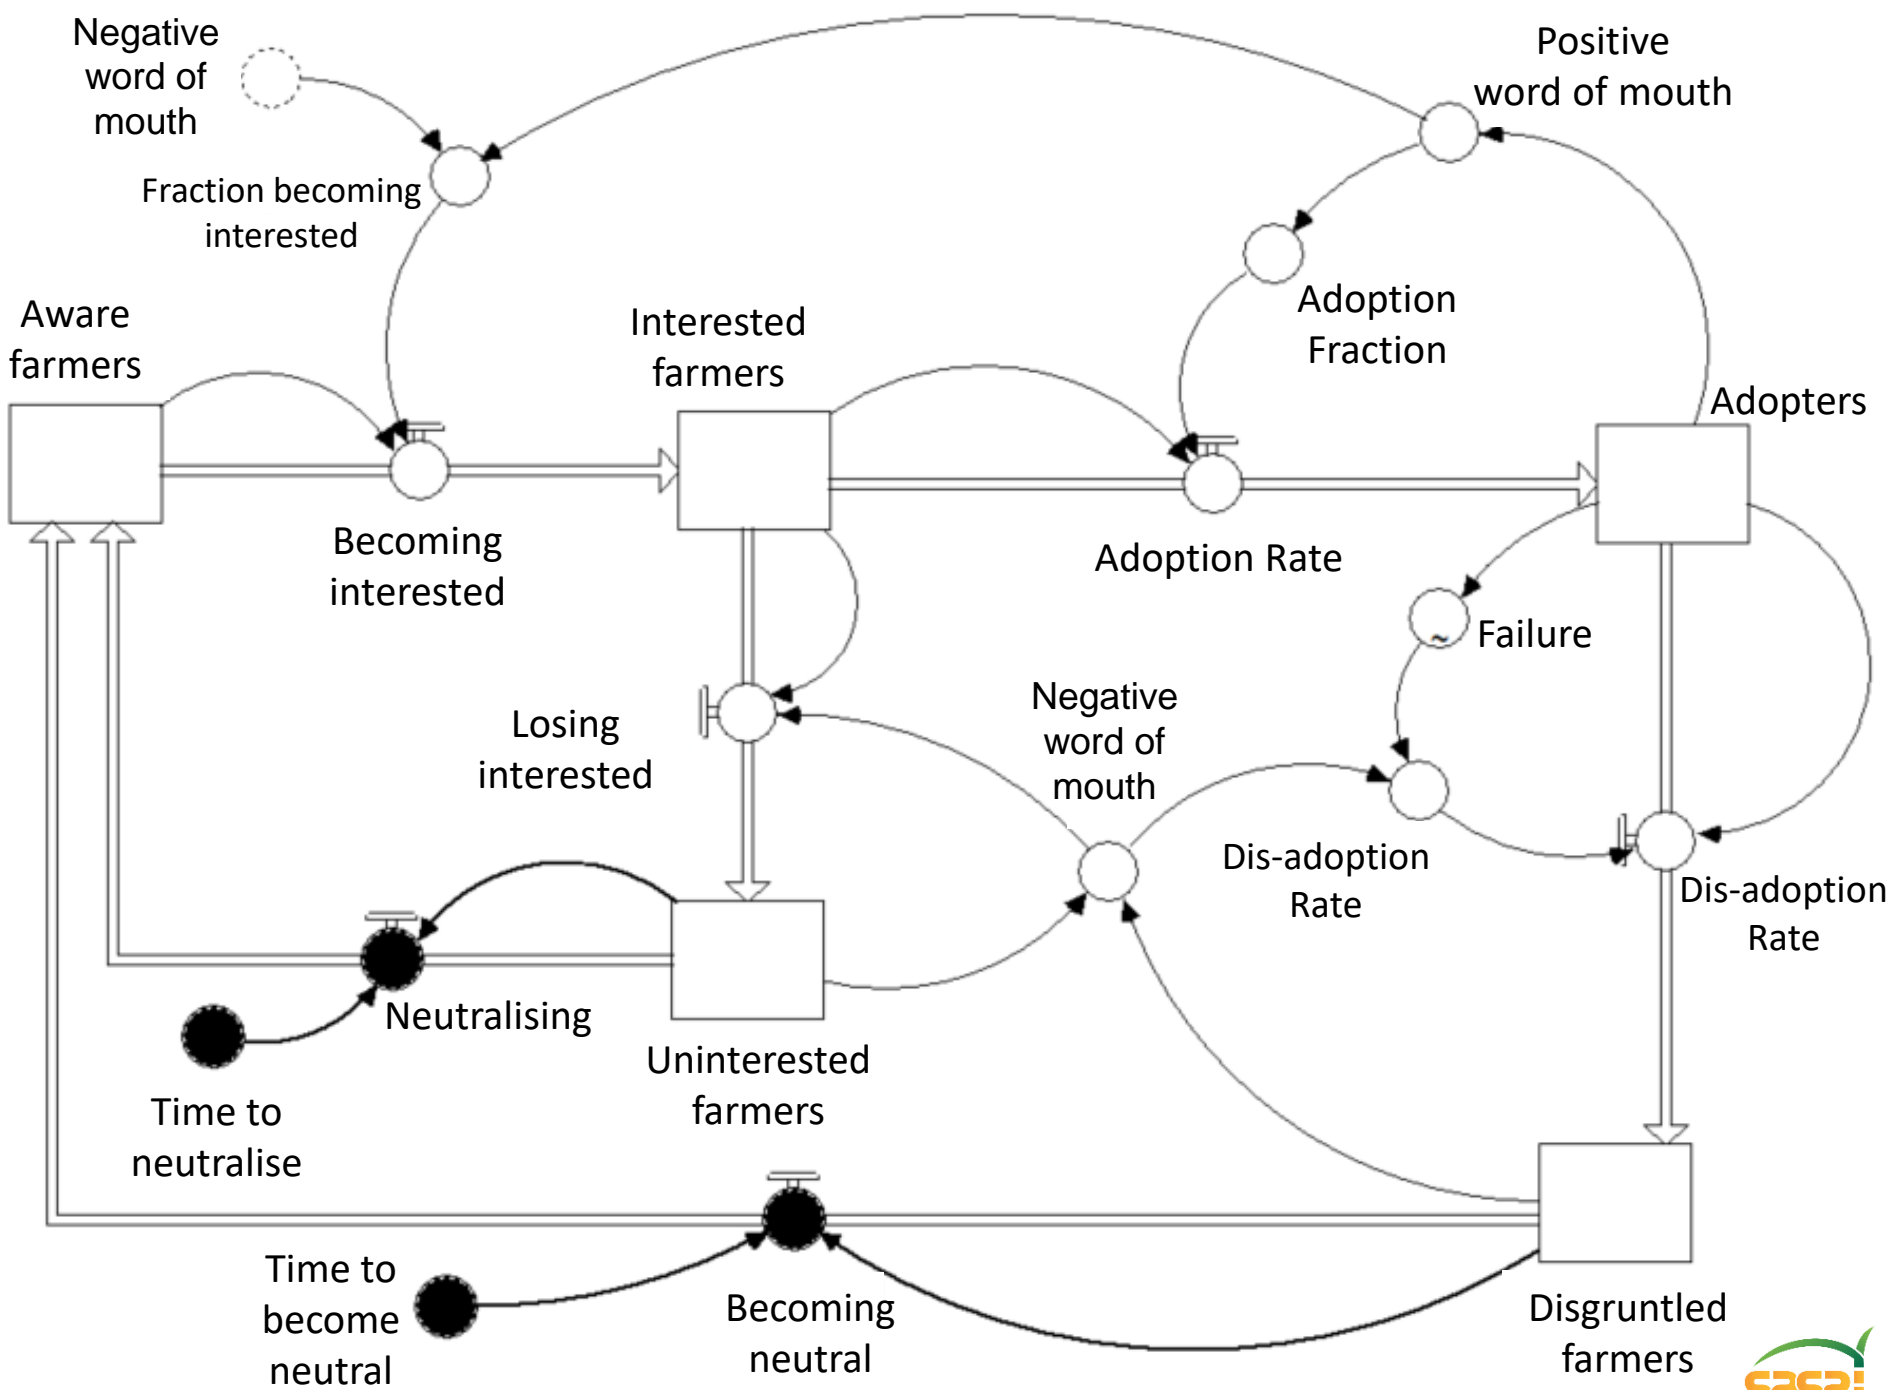 Negative
word of
mouth
Positive
word of mouth
Fraction becoming
interested
Adoption
Fraction
Aware
farmers
Interested
farmers
Adopters
Becoming
interested
Adoption Rate
Failure
~
Losing
interested
Negative
word of
mouth
Dis-adoption
Rate
Dis-adoption
Rate
Neutralising
Uninterested
farmers
Time to
neutralise
Time to
become
neutral
Becoming
neutral
Disgruntled
farmers